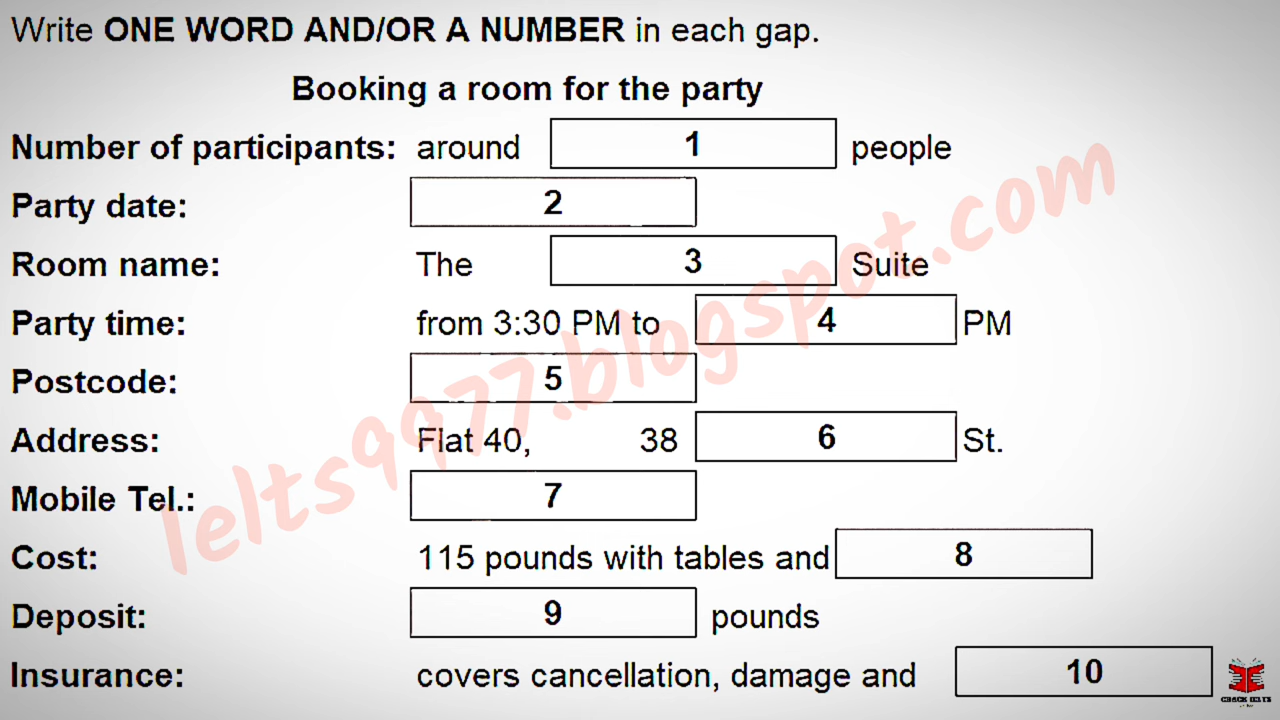 Write ONE WORD AND/OR A NUMBER in each gap.
Booking a room for the party
Number of participants: around 1 people
Party date: 2
Room name: The 3 Suite
Party time: from 3:30 PM to 4 PM
Postcode: 5
Address: Flat 40, 38 6 St.
Mobile Tel.: 7
Cost: 115 pounds with tables and 8
Deposit: 9 pounds
Insurance: covers cancellation, damage and 10
Ielts9977.blogspot.com
CRACK IELTS